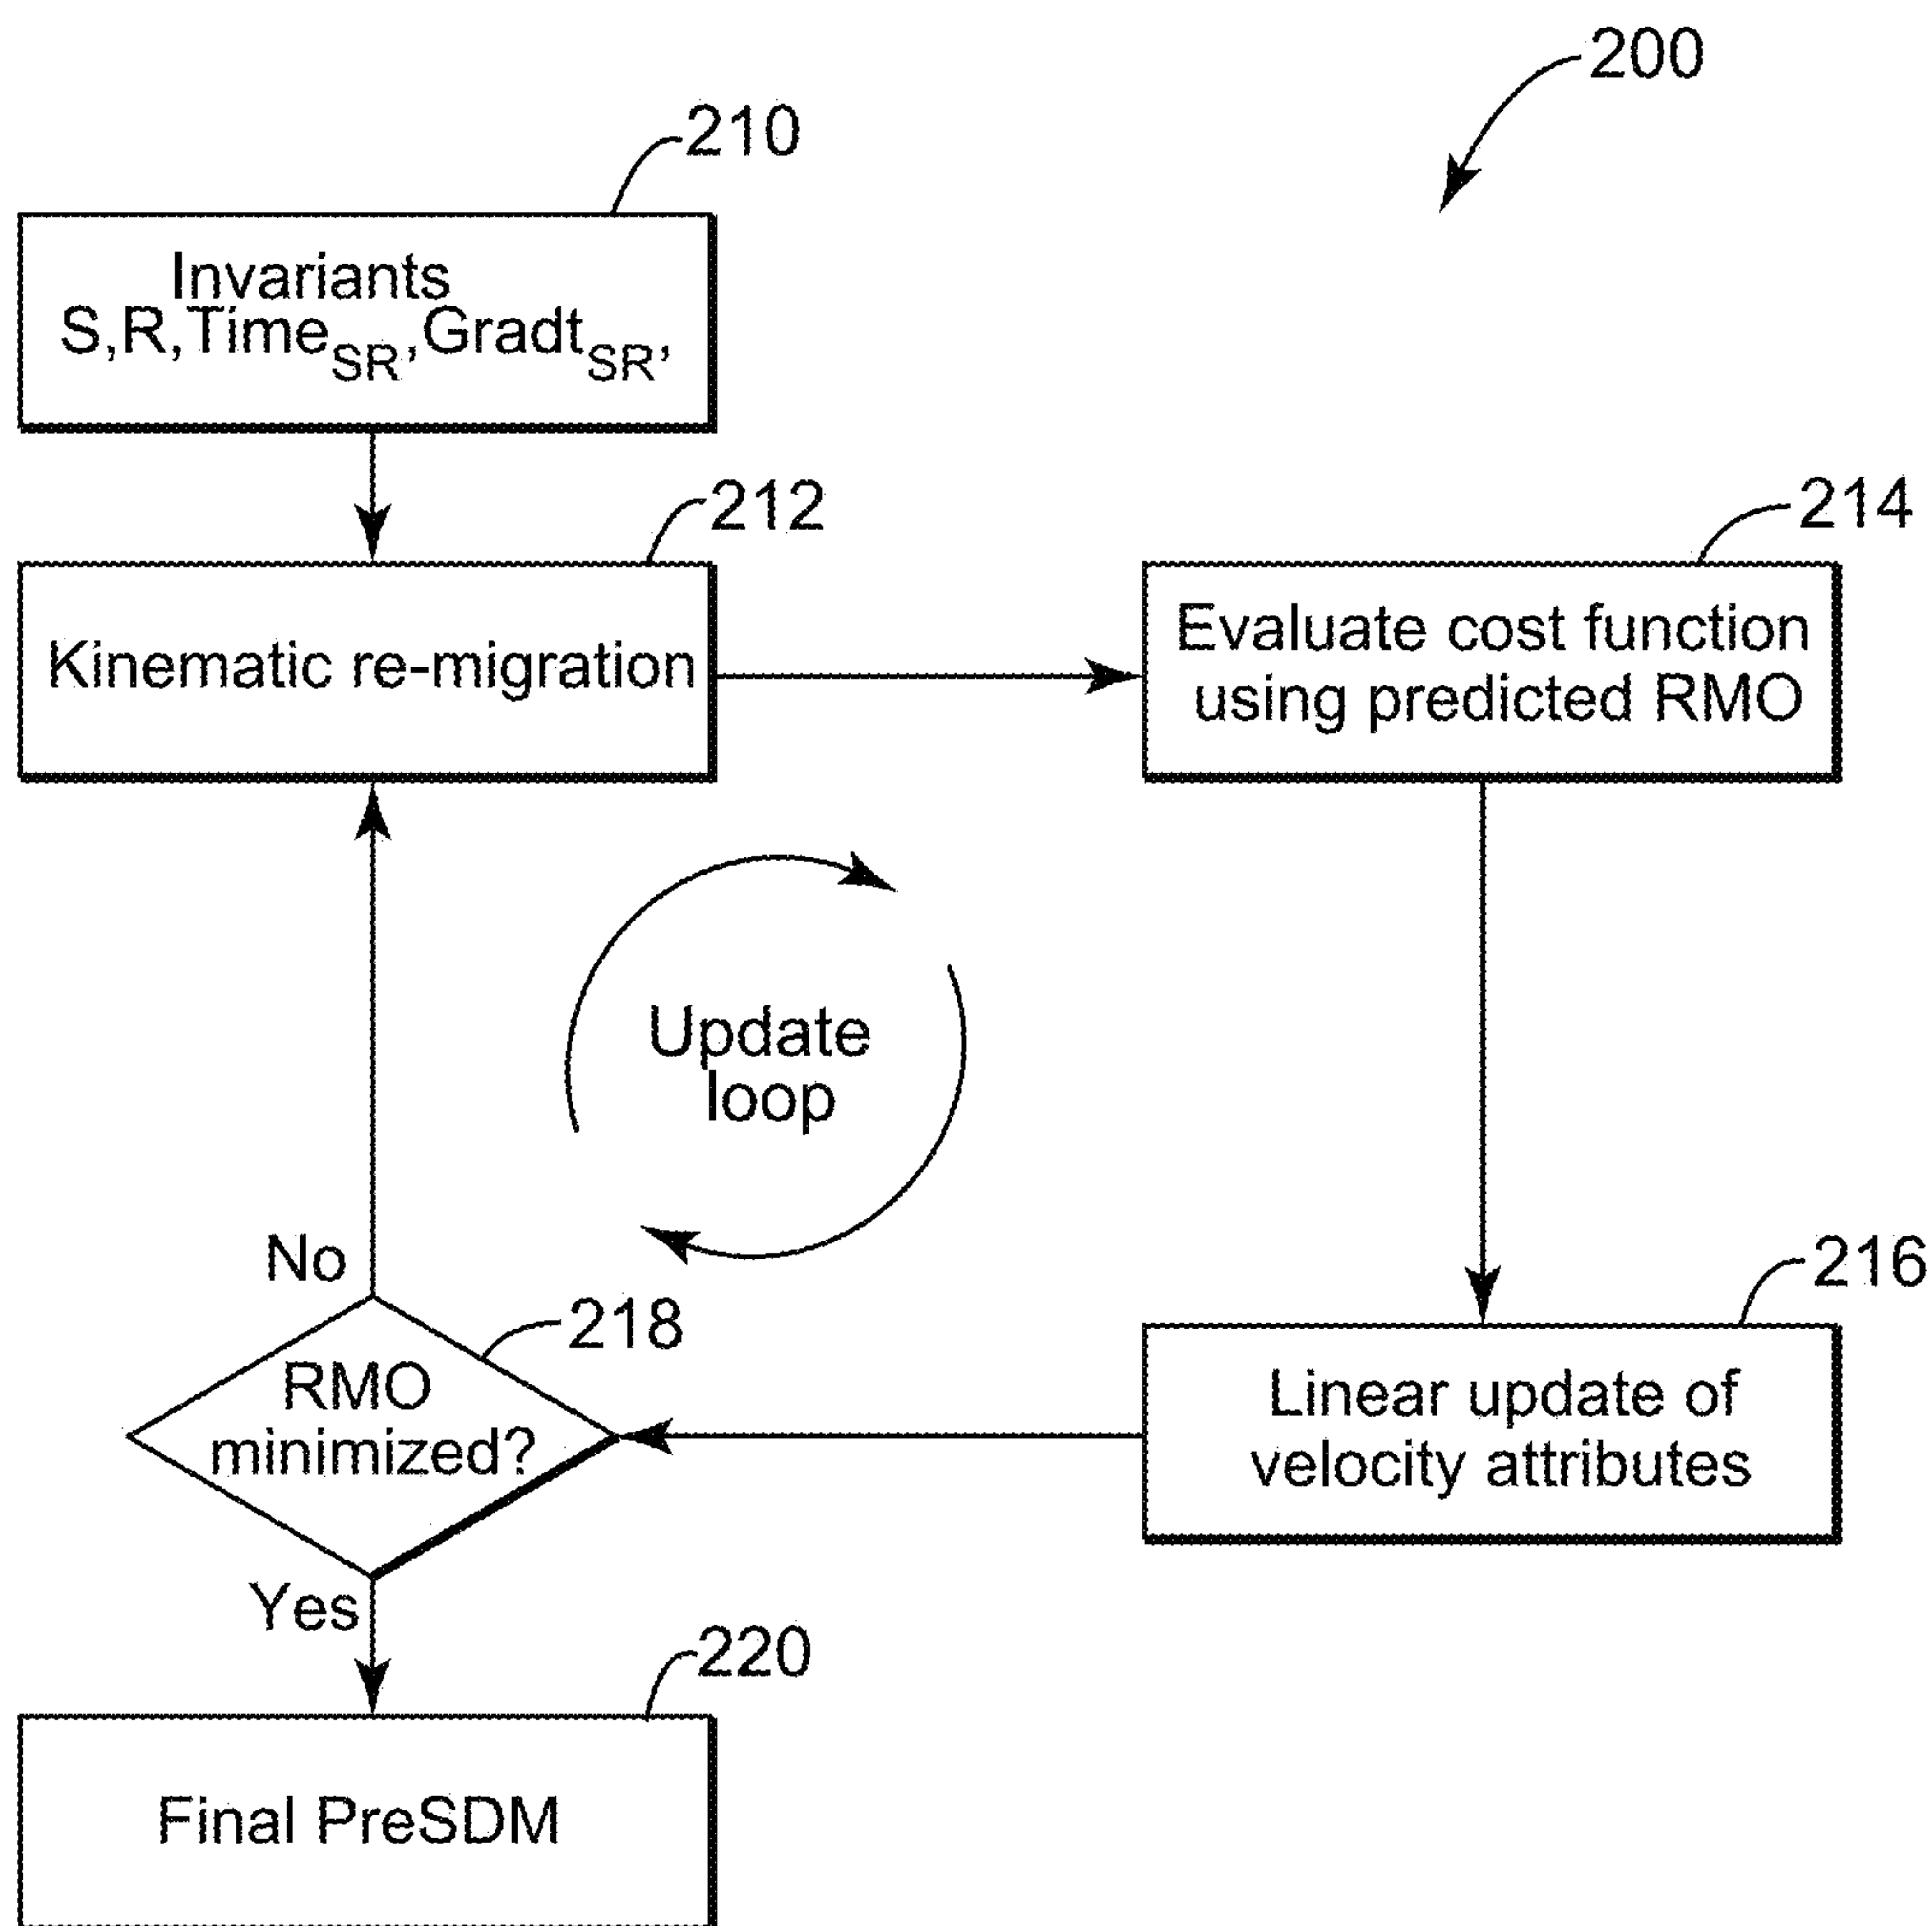 200
210
Invariants
S,R,Time_SR,,Gradt_SR,,
212
Kinematic re-migration
214
Evaluate cost function
using predicted RMO
Update
loop
No
216
Linear update of
velocity attributes
218
RMO
minimized?
Yes
220
Final PreSDM